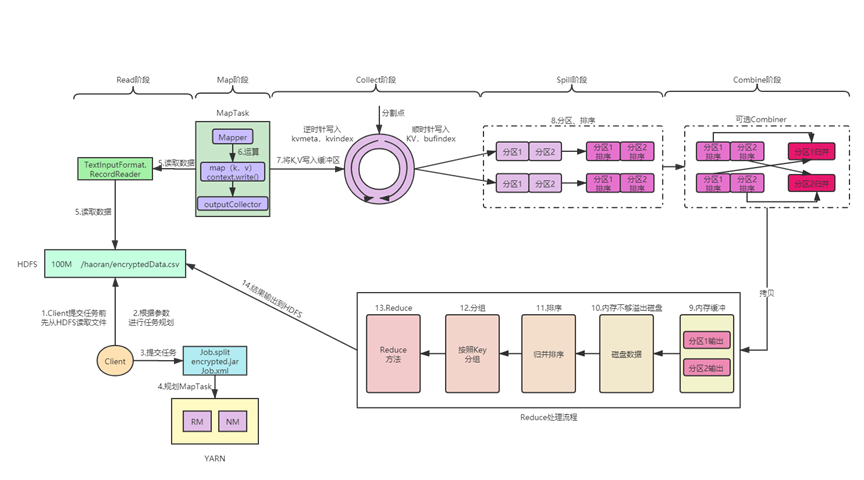 Read阶段
Map阶段
Collect阶段
Spill阶段
Combine阶段
MapTask
Mapper
6.运算
map（k，v）
context.write()
outputCollector
TextInputFormat.
RecordReader
5.读取数据
5.读取数据
7.将K,V写入缓冲区
逆时针写入
kvmeta、kvindex
分割点
顺时针写入
KV、bufindex
8.分区、排序
分区1
分区2
分区1
排序
分区2
排序
分区1
分区2
分区1
排序
分区2
排序
可选Combiner
分区1
排序
分区2
排序
分区1归并
分区1
排序
分区2
排序
分区2归并
HDFS
100M /haoran/encryptedData.csv
1.Client提交任务前
先从HDFS读取文件
2.根据参数
进行任务规划
Client
3.提交任务
Job.split
encrypted.jar
Job.xml
4.规划MapTask
RM
NM
YARN
14.结果输出到HDFS
拷贝
13.Reduce
Reduce
方法
12.分组
按照Key
分组
11.排序
归并排序
10.内存不够溢出磁盘
磁盘数据
9.内存缓冲
分区1输出
分区2输出
Reduce处理流程